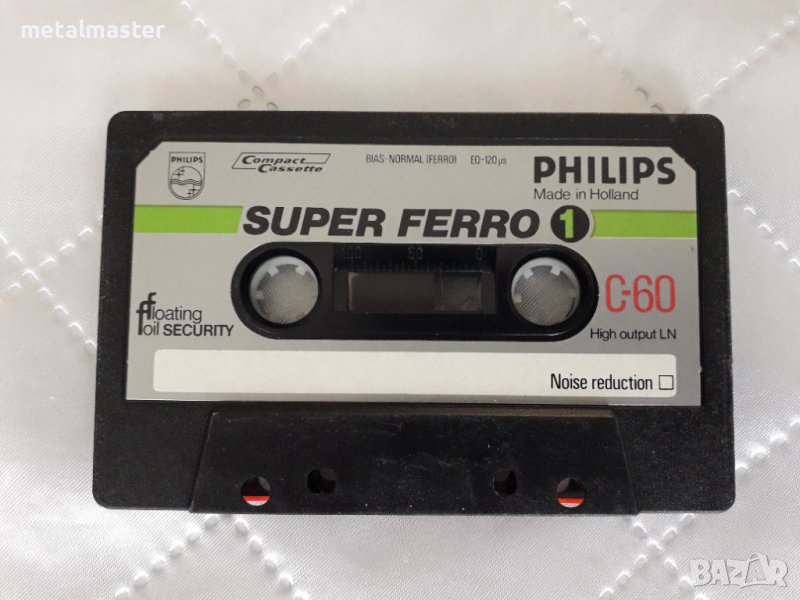 metalmaster
PHILIPS
Compact Cassette
BIAS-NORMAL (FERRO) EQ-120 µs
PHILIPS
Made in Holland
SUPER FERRO 1
100 50 0
C-60
floating
foil SECURITY
High output LN
Noise reduction
BAZAR